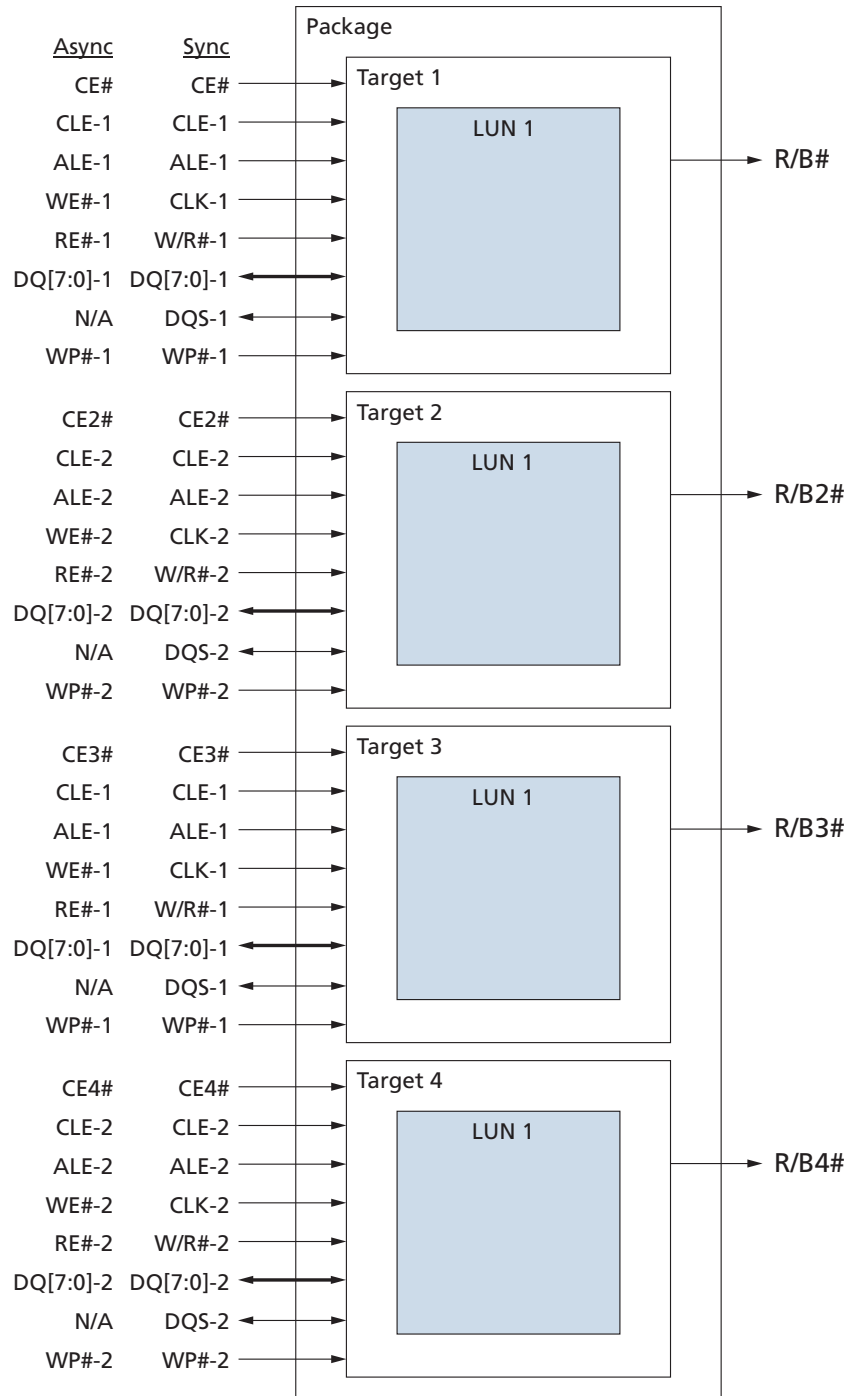 Package
Async Sync
Target 1
CE# CE#
LUN 1
CLE-1 CLE-1
ALE-1 ALE-1 R/B#
WE#-1 CLK-1
RE#-1 W/R#-1
DQ[7:0]-1 DQ[7:0]-1
N/A DQS-1
WP#-1 WP#-1
Target 2
CE2# CE2#
LUN 1
CLE-2 CLE-2
ALE-2 ALE-2 R/B2#
WE#-2 CLK-2
RE#-2 W/R#-2
DQ[7:0]-2 DQ[7:0]-2
N/A DQS-2
WP#-2 WP#-2
Target 3
CE3# CE3#
LUN 1
CLE-1 CLE-1
ALE-1 ALE-1 R/B3#
WE#-1 CLK-1
RE#-1 W/R#-1
DQ[7:0]-1 DQ[7:0]-1
N/A DQS-1
WP#-1 WP#-1
Target 4
CE4# CE4#
LUN 1
CLE-2 CLE-2
ALE-2 ALE-2 R/B4#
WE#-2 CLK-2
RE#-2 W/R#-2
DQ[7:0]-2 DQ[7:0]-2
N/A DQS-2
WP#-2 WP#-2